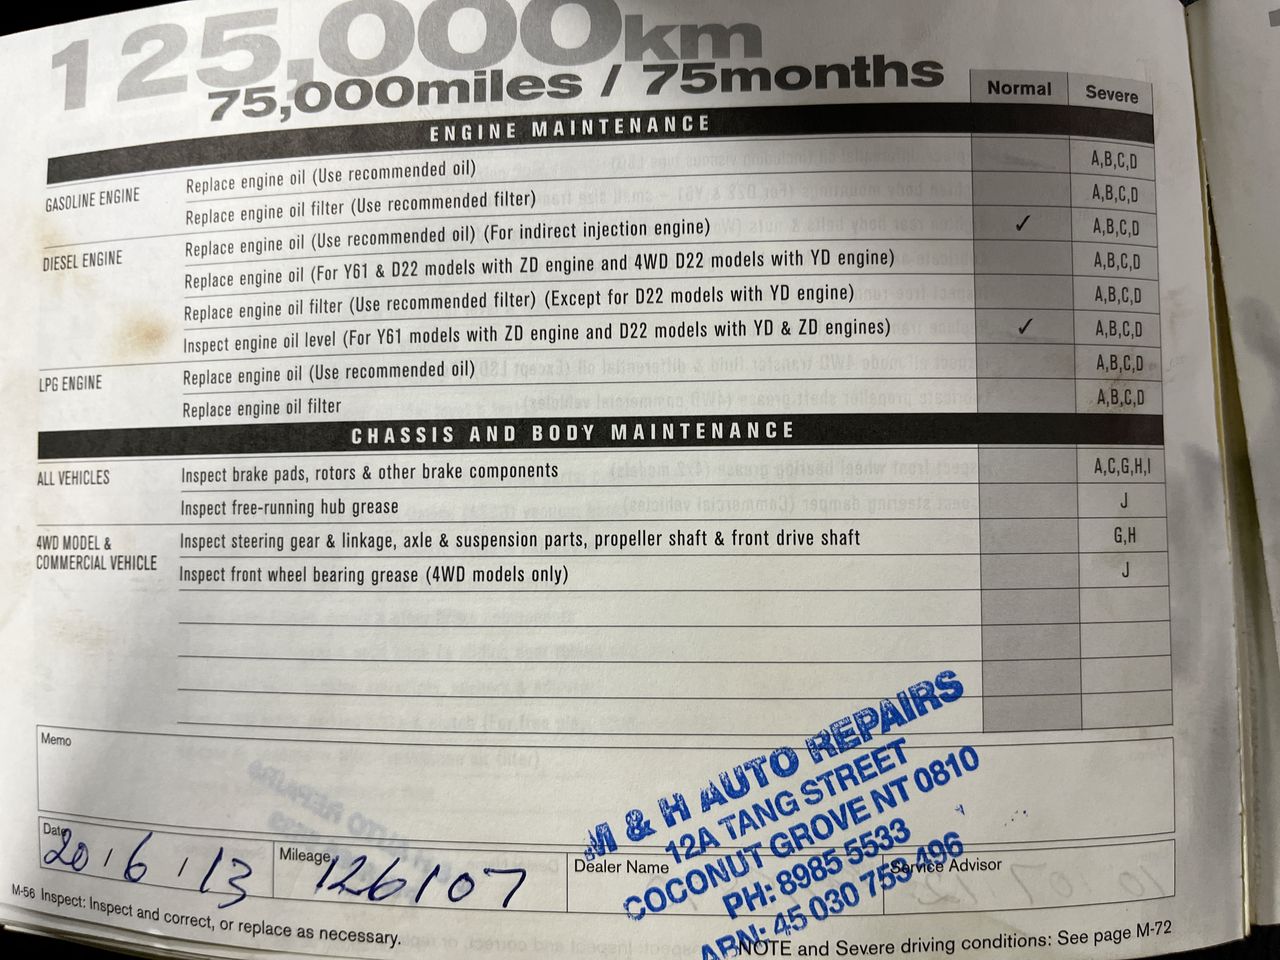 125,000km
75,000miles / 75months
Normal Severe
ENGINE MAINTENANCE
GASOLINE ENGINE Replace engine oil (Use recommended oil) A,B,C,D
Replace engine oil filter (Use recommended filter) A,B,C,D
DIESEL ENGINE Replace engine oil (Use recommended oil) (For indirect injection engine) ✓ A,B,C,D
Replace engine oil (For Y61 & D22 models with ZD engine and 4WD D22 models with YD engine) A,B,C,D
Replace engine oil filter (Use recommended filter) (Except for D22 models with YD engine) A,B,C,D
Inspect engine oil level (For Y61 models with ZD engine and D22 models with YD & ZD engines) ✓ A,B,C,D
LPG ENGINE Replace engine oil (Use recommended oil) A,B,C,D
Replace engine oil filter A,B,C,D
CHASSIS AND BODY MAINTENANCE
ALL VEHICLES Inspect brake pads, rotors & other brake components A,C,G,H,I
Inspect free-running hub grease J
4WD MODEL &
COMMERCIAL VEHICLE Inspect steering gear & linkage, axle & suspension parts, propeller shaft & front drive shaft G,H
Inspect front wheel bearing grease (4WD models only) J
Memo
M & H AUTO REPAIRS
12A TANG STREET
COCONUT GROVE NT 0810
PH: 8985 5533
ABN: 45 030 755 496
Date 20/6/13 Mileage 126107 Dealer Name Service Advisor
M-56 Inspect: Inspect and correct, or replace as necessary.
NOTE and Severe driving conditions: See page M-72